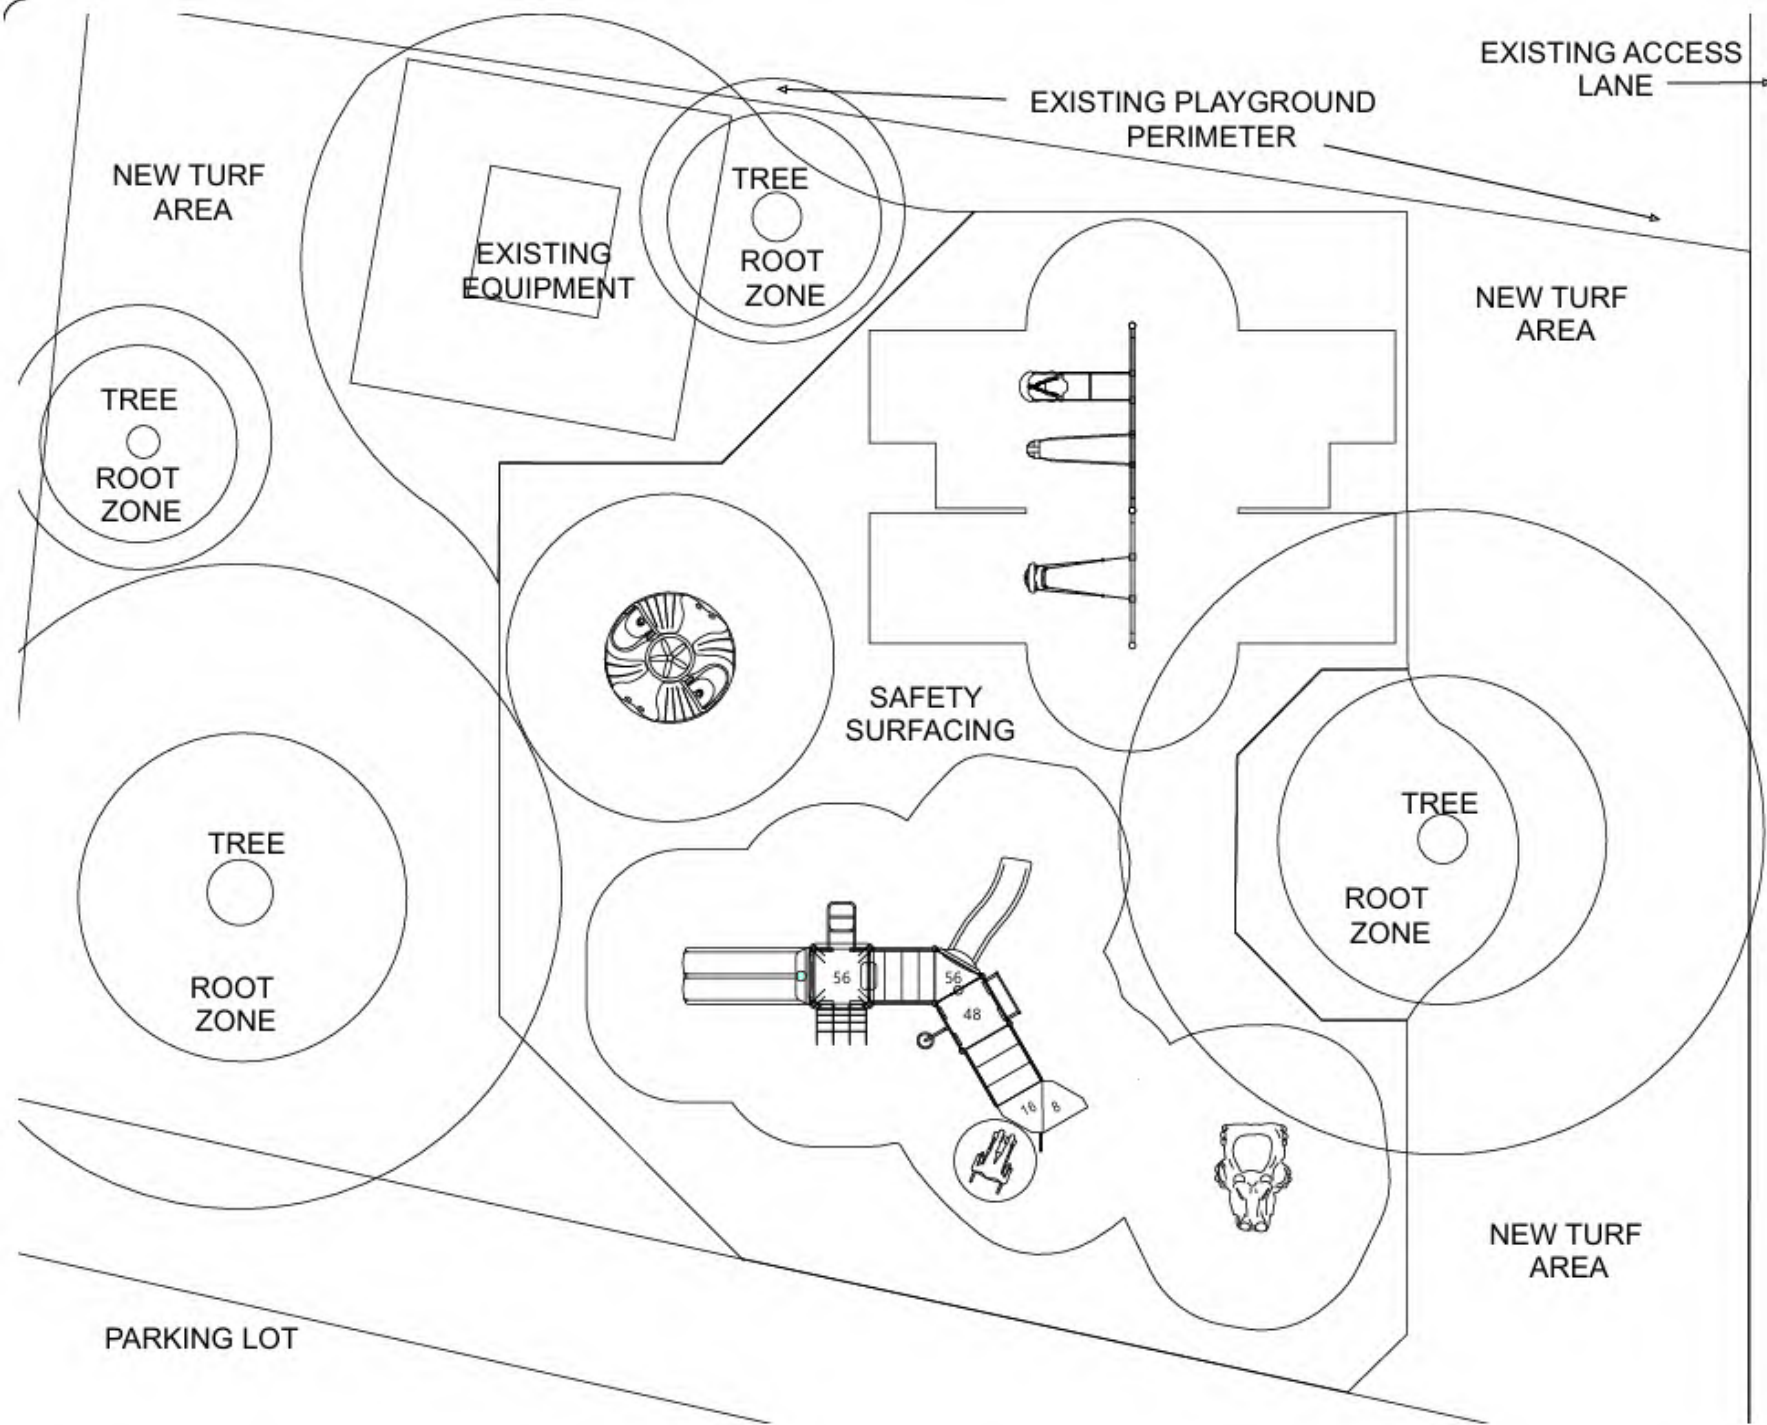 EXISTING ACCESS
LANE
EXISTING PLAYGROUND
PERIMETER
NEW TURF
AREA
TREE
ROOT
ZONE
EXISTING
EQUIPMENT
NEW TURF
AREA
TREE
ROOT
ZONE
SAFETY
SURFACING
TREE
ROOT
ZONE
TREE
ROOT
ZONE
56
56
48
16
8
NEW TURF
AREA
PARKING LOT